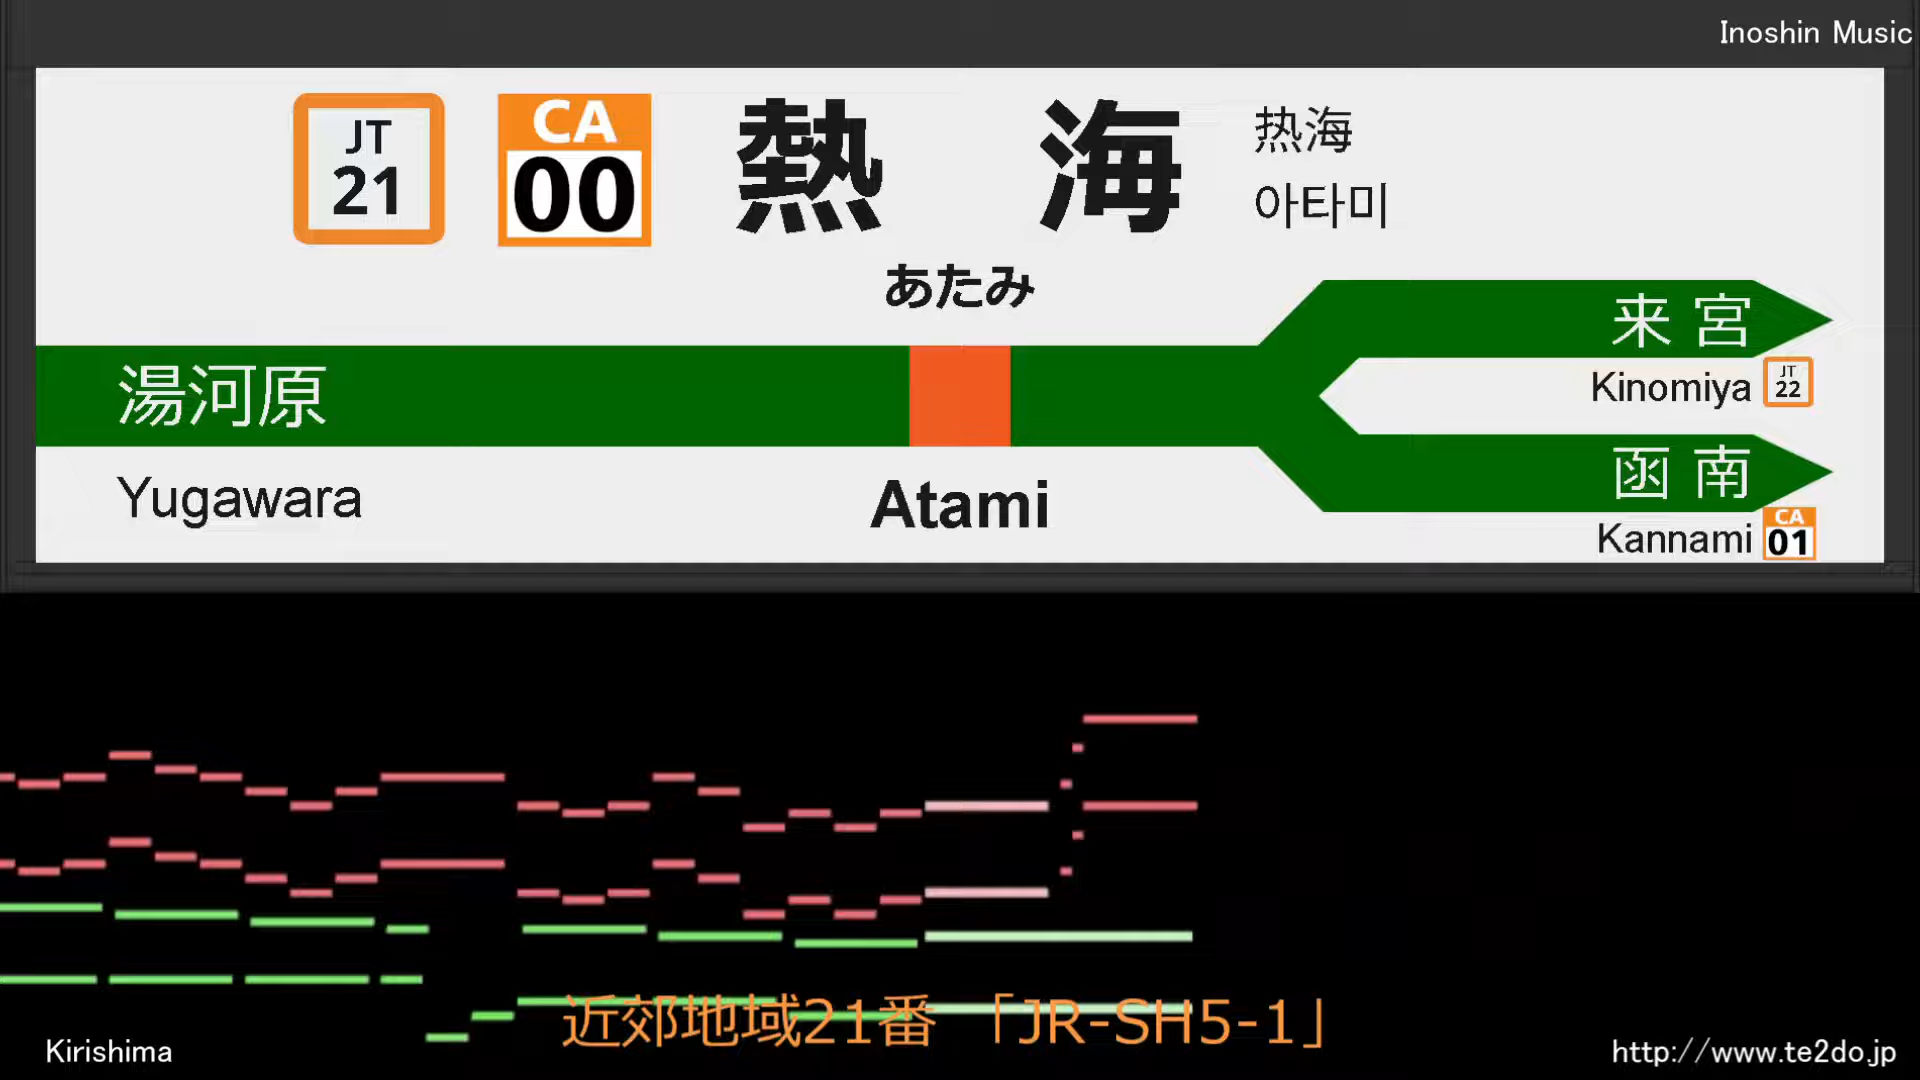 Inoshin Music
JT
21
CA
00
熱海
热海
아타미
あたみ
湯河原
Yugawara
Atami
来宮
Kinomiya
JT
22
函南
Kannami
CA
01
近郊地域21番 「JR-SH5-1」
Kirishima
http://www.te2do.jp